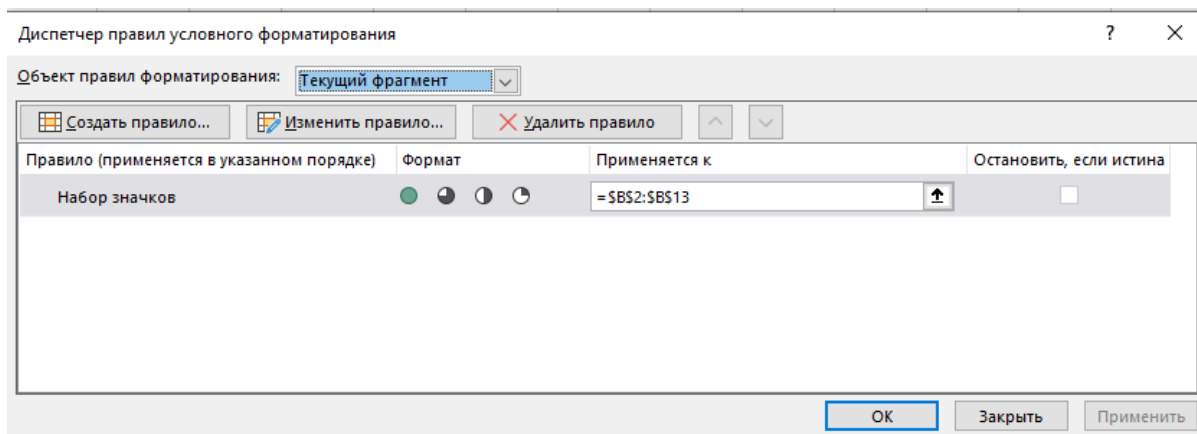 Диспетчер правил условного форматирования ?
Объект правил форматирования: Текущий фрагмент
Создать правило... Изменить правило... Удалить правило
Правило (применяется в указанном порядке) Формат Применяется к Остановить, если истина
Набор значков =$B$2:$B$13
ОК Закрыть Применить